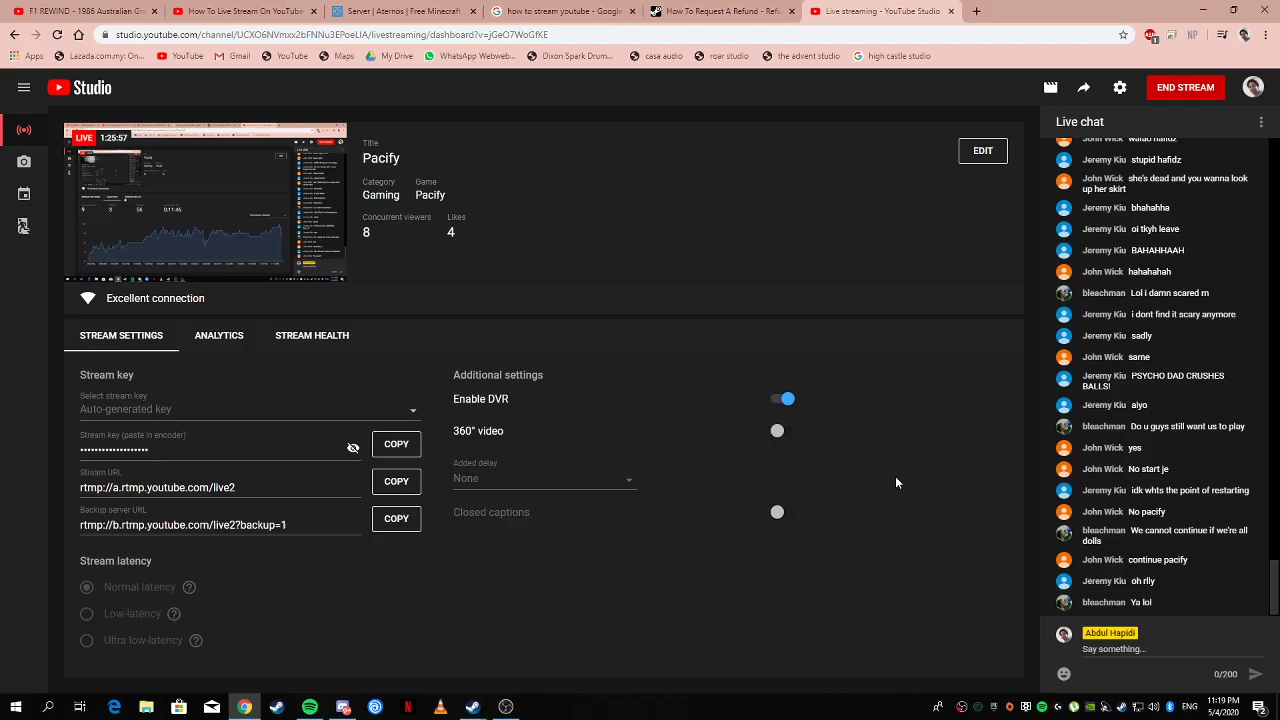 F1 REWIND - 1986 Australian Gr
How To Live Stream On YouTube
Server | Aternos | Free Minecraft
how to stream youtube - Google
How To Request A Refund - YouTu
Live streaming - YouTube Studio
studio.youtube.com/channel/UCXO6NVmxx2bFNNu3EPoeLIA/livestreaming/dashboard?v=jGeO7WoGfKE
Apps
Lazada.com.my: On...
YouTube
Gmail
YouTube
Maps
My Drive
WhatsApp Web...
Dixon Spark Drum...
casa audio
roar studio
the advent studio
high castle studio
Studio
END STREAM
LIVE 1:25:57
Title
Pacify
EDIT
Category
Gaming
Game
Pacify
Concurrent viewers
8
Likes
4
Excellent connection
STREAM SETTINGS
ANALYTICS
STREAM HEALTH
Stream key
Select stream key
Auto-generated key
Stream key (paste in encoder)
••••••••••••••••••
COPY
Stream URL
rtmp://a.rtmp.youtube.com/live2
COPY
Backup server URL
rtmp://b.rtmp.youtube.com/live2?backup=1
COPY
Stream latency
Normal latency
Low-latency
Ultra low-latency
Additional settings
Enable DVR
360° video
Added delay
None
Closed captions
Live chat
John Wick
Jeremy Kiu stupid hafidz
John Wick she's dead and you wanna look
up her skirt
Jeremy Kiu bhahahha
Jeremy Kiu oi tkyh leave
Jeremy Kiu BAHAHHAAH
John Wick hahahahah
bleachman Lol i damn scared m
Jeremy Kiu i dont find it scary anymore
Jeremy Kiu sadly
John Wick same
Jeremy Kiu PSYCHO DAD CRUSHES
BALLS!
Jeremy Kiu aiyo
bleachman Do u guys still want us to play
John Wick yes
John Wick No start je
Jeremy Kiu idk whts the point of restarting
John Wick No pacify
bleachman We cannot continue if we're all
dolls
John Wick continue pacify
Jeremy Kiu oh rlly
bleachman Ya lol
Abdul Hapidi
Say something...
0/200
ENG
11:19 PM
5/4/2020